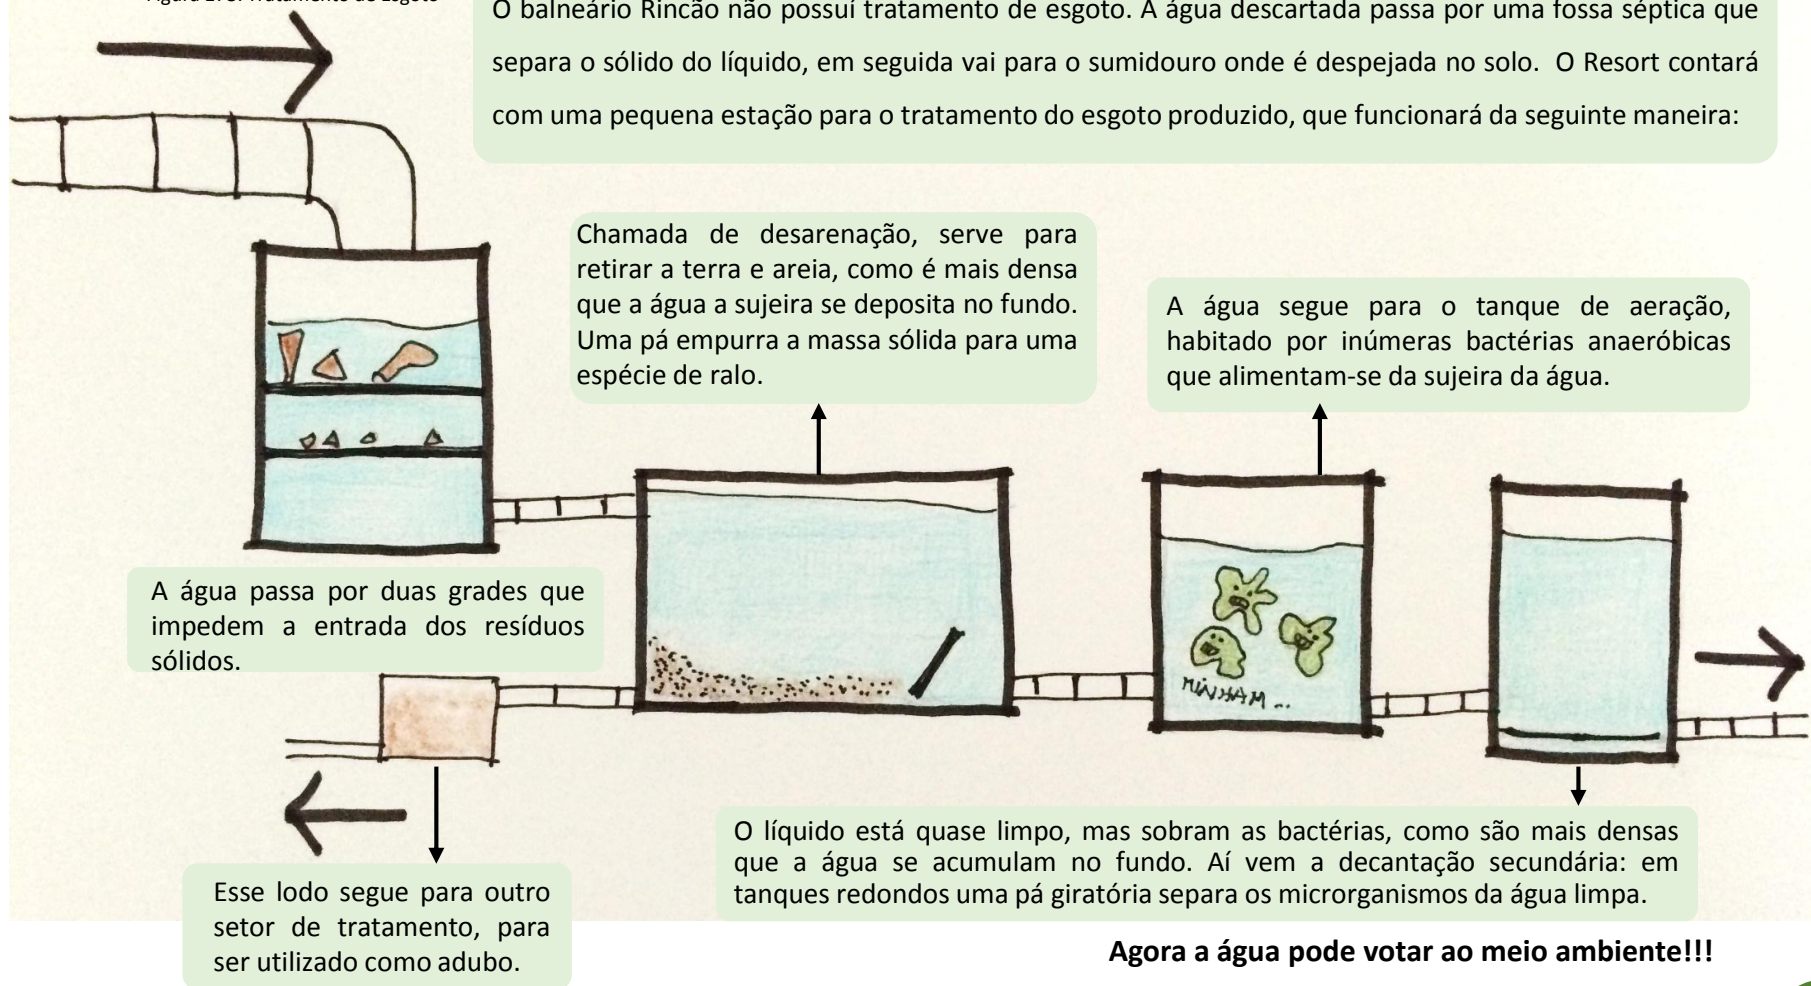 O balneário Rincão não possuí tratamento de esgoto. A água descartada passa por uma fossa séptica que
separa o sólido do líquido, em seguida vai para o sumidouro onde é despejada no solo. O Resort contará
com uma pequena estação para o tratamento do esgoto produzido, que funcionará da seguinte maneira:
Chamada de desarenação, serve para
retirar a terra e areia, como é mais densa
que a água a sujeira se deposita no fundo.
Uma pá empurra a massa sólida para uma
espécie de ralo.
A água segue para o tanque de aeração,
habitado por inúmeras bactérias anaeróbicas
que alimentam-se da sujeira da água.
A água passa por duas grades que
impedem a entrada dos resíduos
sólidos.
MINHAM...
O líquido está quase limpo, mas sobram as bactérias, como são mais densas
que a água se acumulam no fundo. Aí vem a decantação secundária: em
tanques redondos uma pá giratória separa os microrganismos da água limpa.
Esse lodo segue para outro
setor de tratamento, para
ser utilizado como adubo.
Agora a água pode votar ao meio ambiente!!!